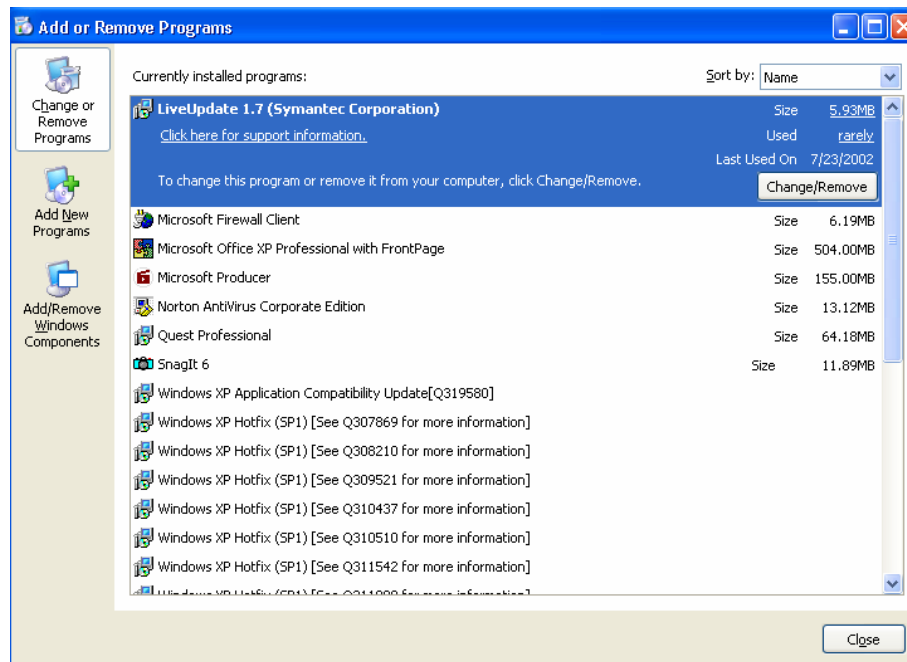 Add or Remove Programs
Change or
Remove
Programs
Add New
Programs
Add/Remove
Windows
Components
Currently installed programs:
Sort by: Name
LiveUpdate 1.7 (Symantec Corporation) Size 5.93MB
Click here for support information. Used rarely
Last Used On 7/23/2002
To change this program or remove it from your computer, click Change/Remove. Change/Remove
Microsoft Firewall Client Size 6.19MB
Microsoft Office XP Professional with FrontPage Size 504.00MB
Microsoft Producer Size 155.00MB
Norton AntiVirus Corporate Edition Size 13.12MB
Quest Professional Size 64.18MB
SnagIt 6 Size 11.89MB
Windows XP Application Compatibility Update[Q319580]
Windows XP Hotfix (SP1) [See Q307869 for more information]
Windows XP Hotfix (SP1) [See Q308210 for more information]
Windows XP Hotfix (SP1) [See Q309521 for more information]
Windows XP Hotfix (SP1) [See Q310437 for more information]
Windows XP Hotfix (SP1) [See Q310510 for more information]
Windows XP Hotfix (SP1) [See Q311542 for more information]
Windows XP Hotfix (SP1) [See for more information]
Close